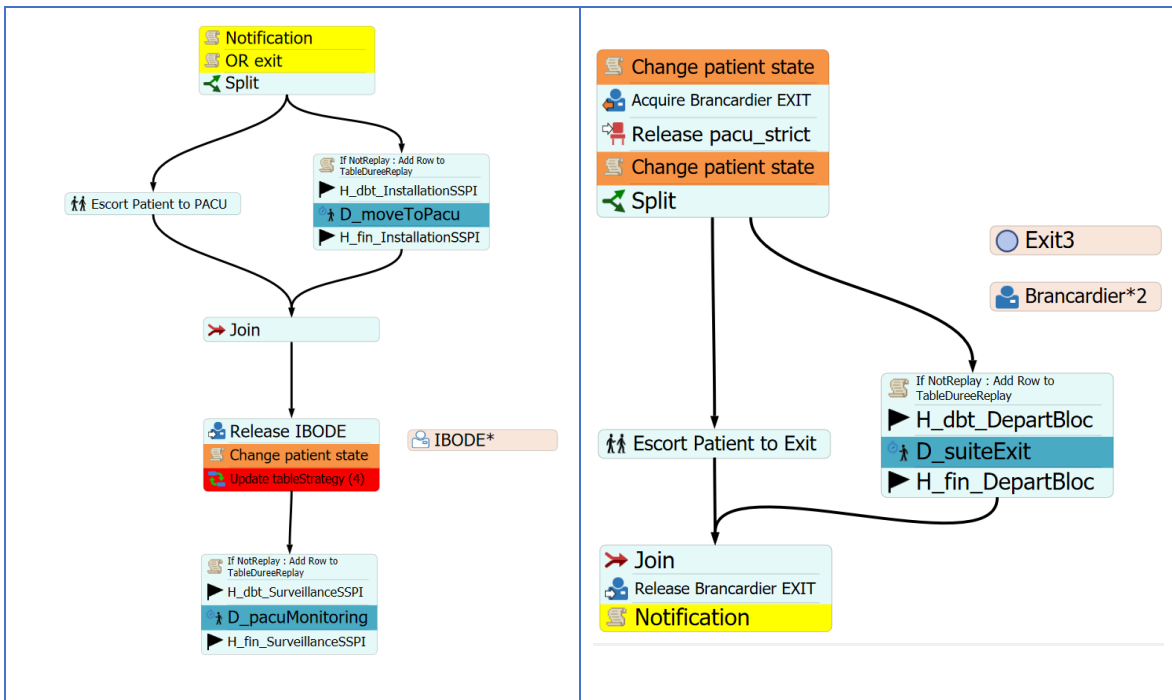 Notification
OR exit
Split
If NotReplay : Add Row to
TableDureeReplay
H_dbt_InstallationSSPI
D_moveToPacu
H_fin_InstallationSSPI
Escort Patient to PACU
Join
Release IBODE
Change patient state
Update tableStrategy (4)
IBODE*
If NotReplay : Add Row to
TableDureeReplay
H_dbt_SurveillanceSSPI
D_pacuMonitoring
H_fin_SurveillanceSSPI
Change patient state
Acquire Brancardier EXIT
Release pacu_strict
Change patient state
Split
Exit3
Brancardier*2
If NotReplay : Add Row to
TableDureeReplay
H_dbt_DepartBloc
D_suiteExit
H_fin_DepartBloc
Escort Patient to Exit
Join
Release Brancardier EXIT
Notification